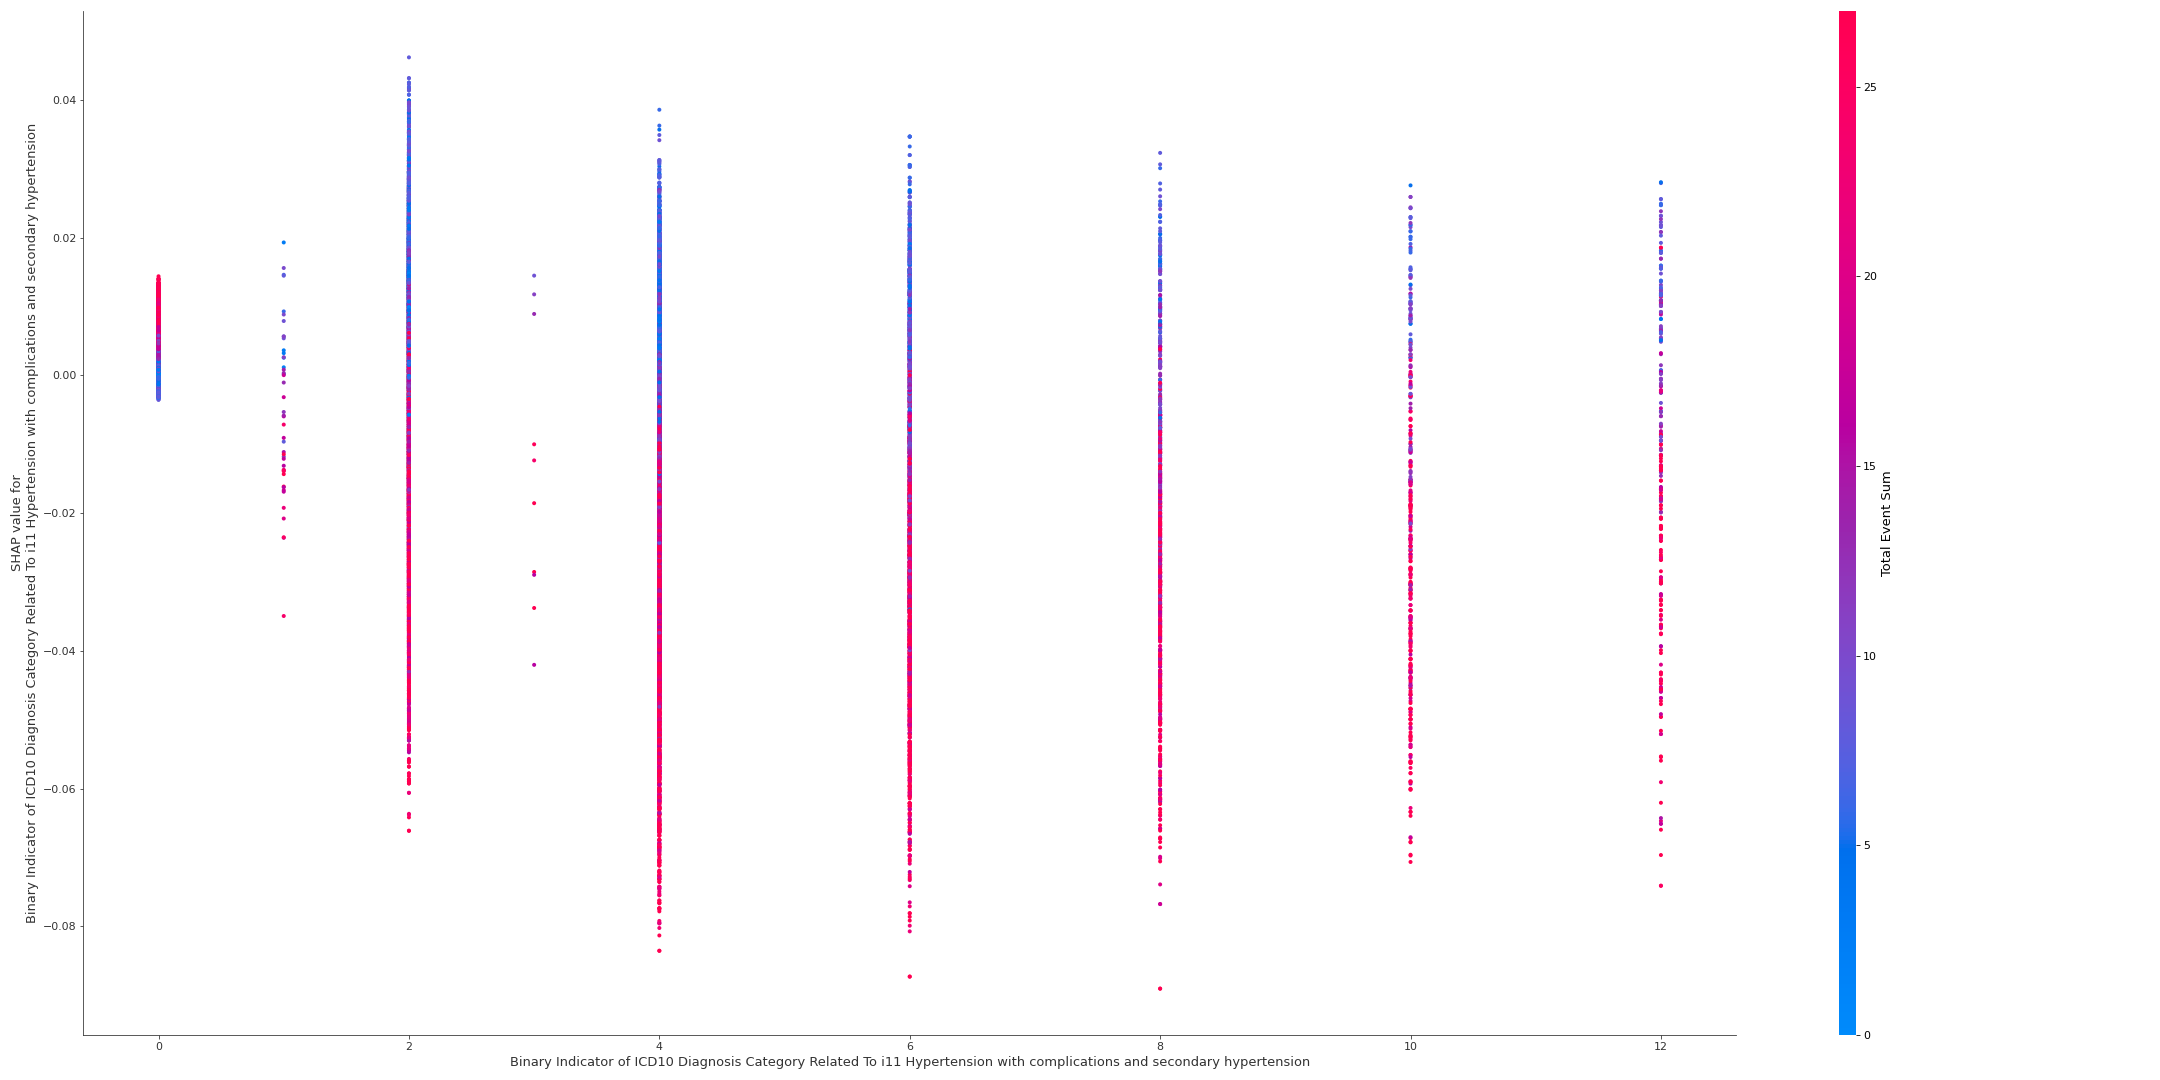 SHAP value for
Binary Indicator of ICD10 Diagnosis Category Related To i11 Hypertension with complications and secondary hypertension
0.04
0.02
0.00
−0.02
−0.04
−0.06
−0.08
0 2 4 6 8 10 12
Binary Indicator of ICD10 Diagnosis Category Related To i11 Hypertension with complications and secondary hypertension
25
20
15
10
5
0
Total Event Sum